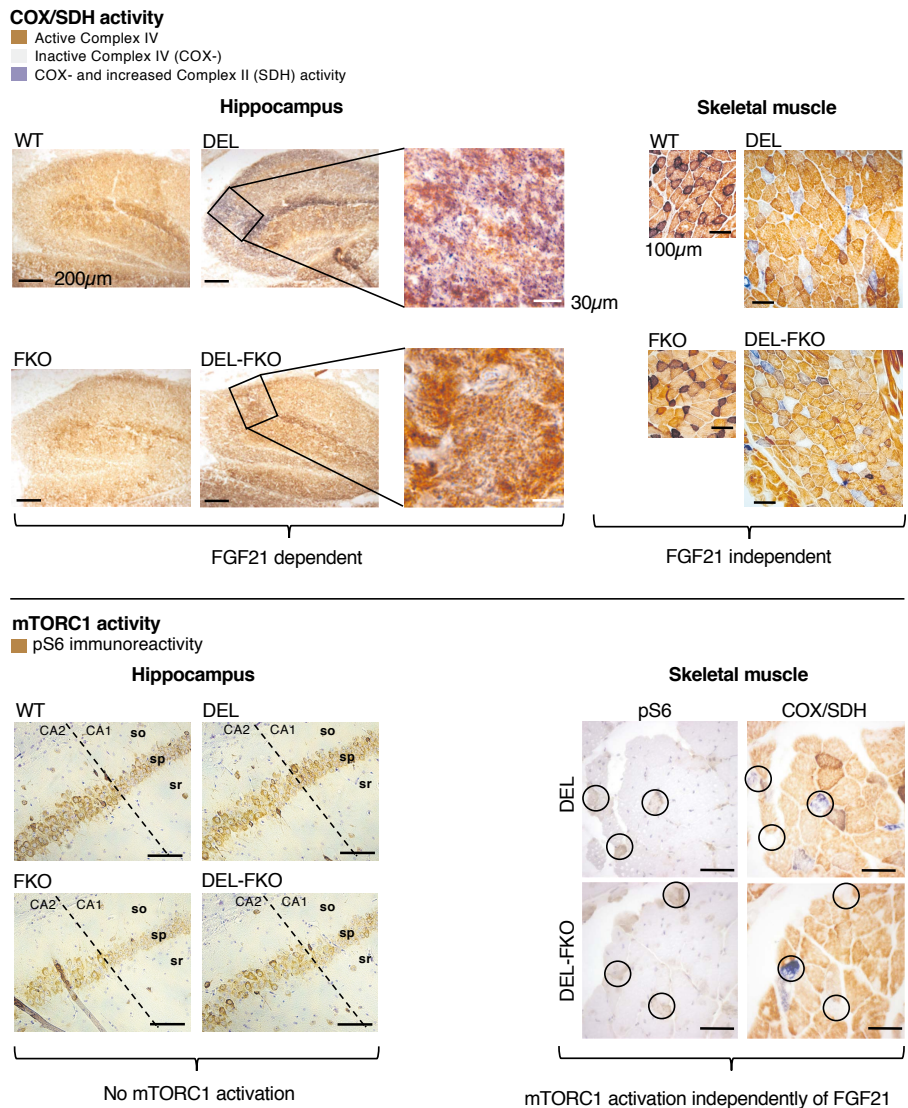 COX/SDH activity
Active Complex IV
Inactive Complex IV (COX-)
COX- and increased Complex II (SDH) activity
Hippocampus
Skeletal muscle
WT
DEL
WT
DEL
200µm
30µm
100µm
FKO
DEL-FKO
FKO
DEL-FKO
FGF21 dependent
FGF21 independent
mTORC1 activity
pS6 immunoreactivity
Hippocampus
Skeletal muscle
WT
DEL
pS6
COX/SDH
CA2 CA1 so
sp
sr
CA2 CA1 so
sp
sr
DEL
FKO
DEL-FKO
CA2 CA1 so
sp
sr
CA2 CA1 so
sp
sr
DEL-FKO
No mTORC1 activation
mTORC1 activation independently of FGF21